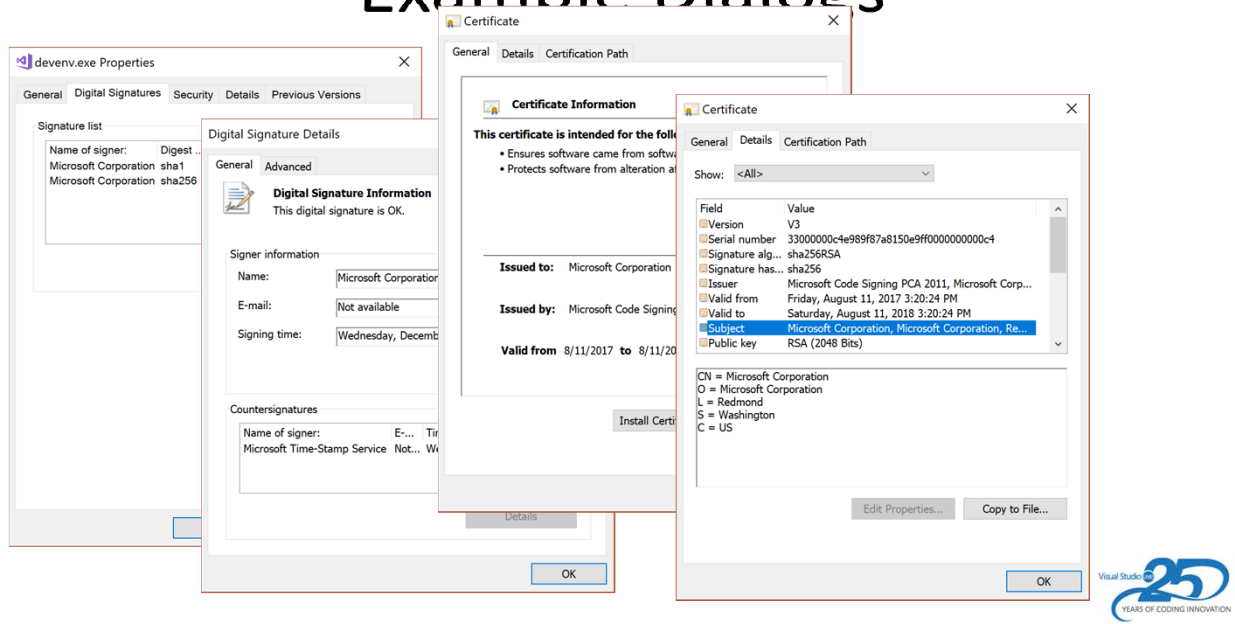 Example Dialogs
devenv.exe Properties
General Digital Signatures Security Details Previous Versions
Signature list
Name of signer: Digest ...
Microsoft Corporation sha1
Microsoft Corporation sha256
Digital Signature Details
General Advanced
Digital Signature Information
This digital signature is OK.
Signer information
Name: Microsoft Corporation
E-mail: Not available
Signing time: Wednesday, Decemb
Countersignatures
Name of signer: E-... Tir
Microsoft Time-Stamp Service Not... We
Details
OK
Certificate
General Details Certification Path
Certificate Information
This certificate is intended for the foll
• Ensures software came from softwa
• Protects software from alteration af
Issued to: Microsoft Corporation
Issued by: Microsoft Code Signing
Valid from 8/11/2017 to 8/11/20
Install Certi
Certificate
General Details Certification Path
Show: <All>
Field Value
Version V3
Serial number 33000000c4e989f87a8150e9ff0000000000c4
Signature alg... sha256RSA
Signature has... sha256
Issuer Microsoft Code Signing PCA 2011, Microsoft Corp...
Valid from Friday, August 11, 2017 3:20:24 PM
Valid to Saturday, August 11, 2018 3:20:24 PM
Subject Microsoft Corporation, Microsoft Corporation, Re...
Public key RSA (2048 Bits)
CN = Microsoft Corporation
O = Microsoft Corporation
L = Redmond
S = Washington
C = US
Edit Properties... Copy to File...
OK
Visual Studio LIVE! 25
YEARS OF CODING INNOVATION